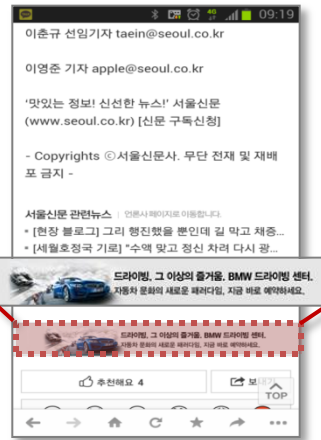 4G 09:19
이춘규 선임기자 taein@seoul.co.kr
이영준 기자 apple@seoul.co.kr
'맛있는 정보! 신선한 뉴스!' 서울신문
(www.seoul.co.kr) [신문 구독신청]
- Copyrights ⓒ서울신문사. 무단 전재 및 재배
포 금지 -
서울신문 관련뉴스 | 언론사 페이지로 이동합니다.
[현장 블로그] 그리 행진했을 뿐인데 길 막고 채증...
[세월호정국 기로] "수액 맞고 정신 차려 다시 광...
드라이빙, 그 이상의 즐거움, BMW 드라이빙 센터.
자동차 문화의 새로운 패러다임, 지금 바로 예약하세요.
드라이빙, 그 이상의 즐거움, BMW 드라이빙 센터.
자동차 문화의 새로운 패러다임, 지금 바로 예약하세요.
추천해요 4
TOP